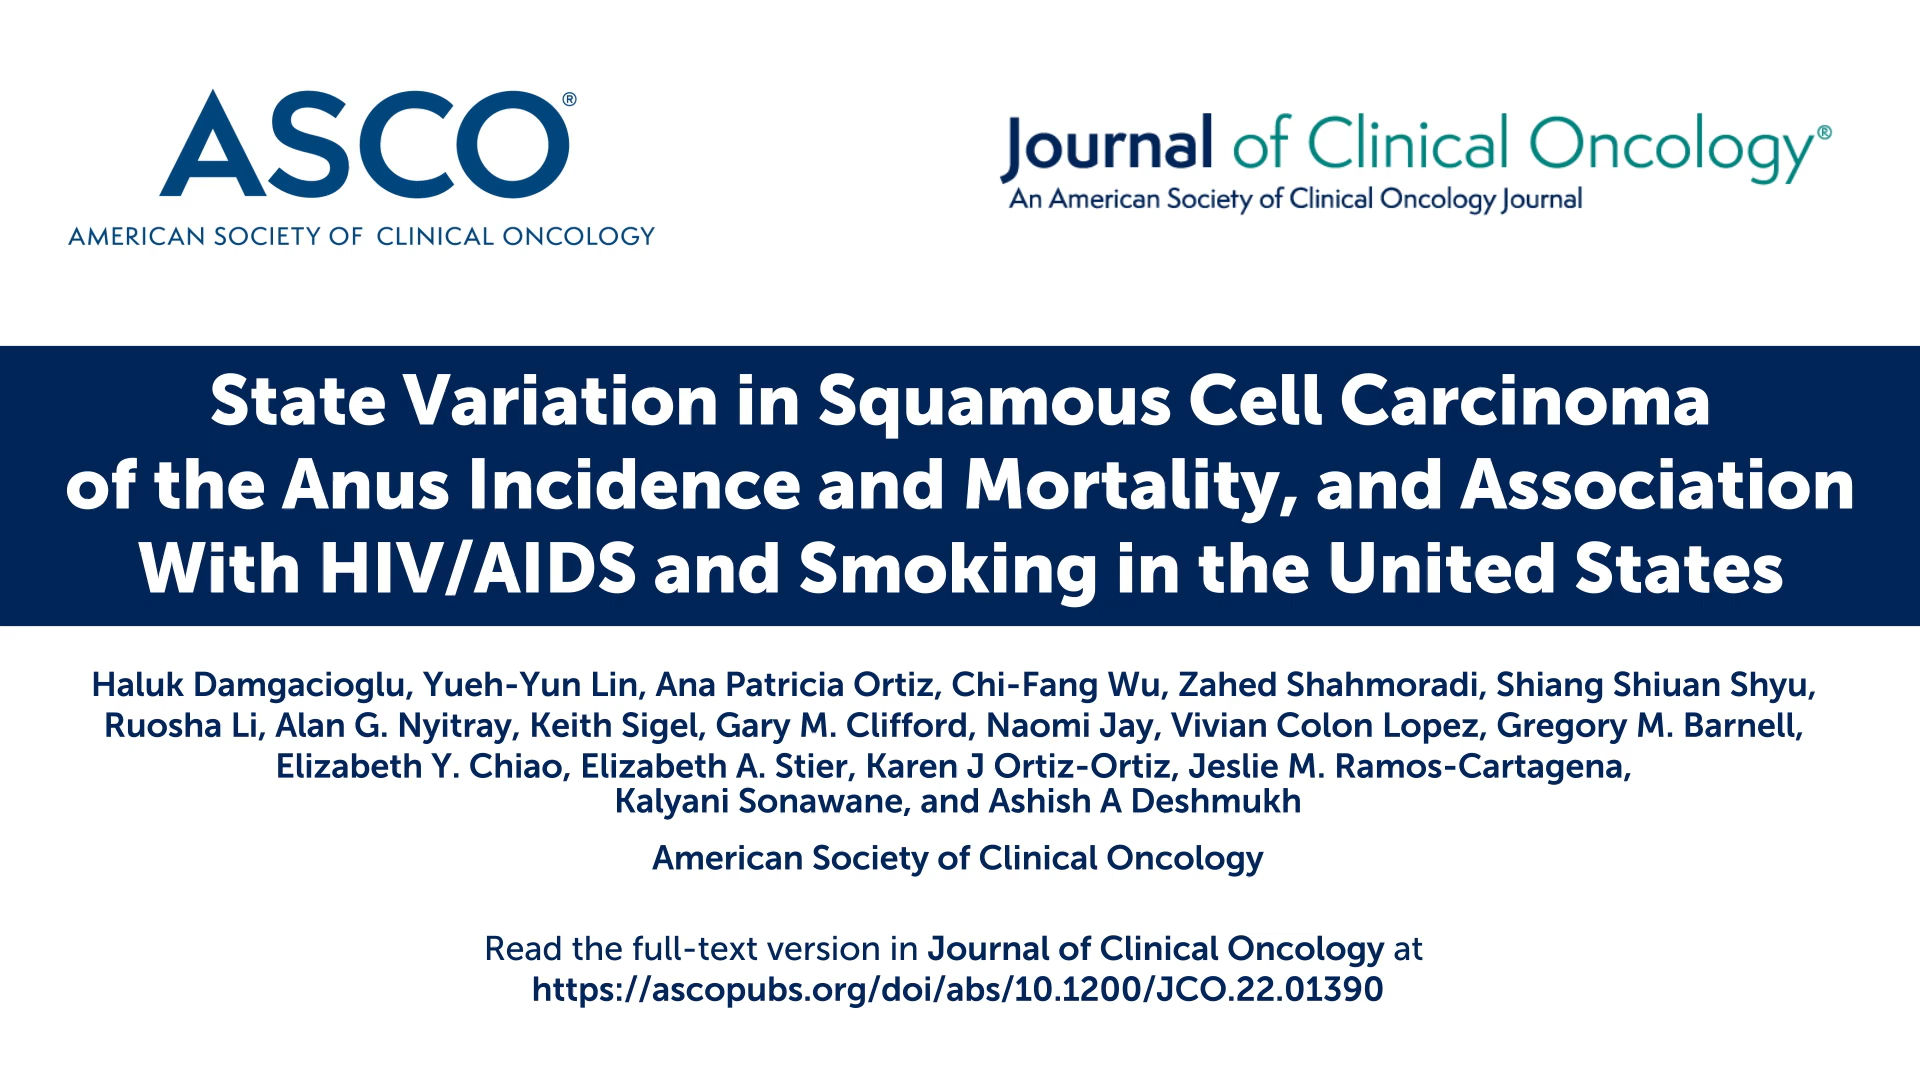 ASCO®
AMERICAN SOCIETY OF CLINICAL ONCOLOGY
Journal of Clinical Oncology®
An American Society of Clinical Oncology Journal
State Variation in Squamous Cell Carcinoma
of the Anus Incidence and Mortality, and Association
With HIV/AIDS and Smoking in the United States
Haluk Damgacioglu, Yueh-Yun Lin, Ana Patricia Ortiz, Chi-Fang Wu, Zahed Shahmoradi, Shiang Shiuan Shyu,
Ruosha Li, Alan G. Nyitray, Keith Sigel, Gary M. Clifford, Naomi Jay, Vivian Colon Lopez, Gregory M. Barnell,
Elizabeth Y. Chiao, Elizabeth A. Stier, Karen J Ortiz-Ortiz, Jeslie M. Ramos-Cartagena,
Kalyani Sonawane, and Ashish A Deshmukh
American Society of Clinical Oncology
Read the full-text version in Journal of Clinical Oncology at
https://ascopubs.org/doi/abs/10.1200/JCO.22.01390